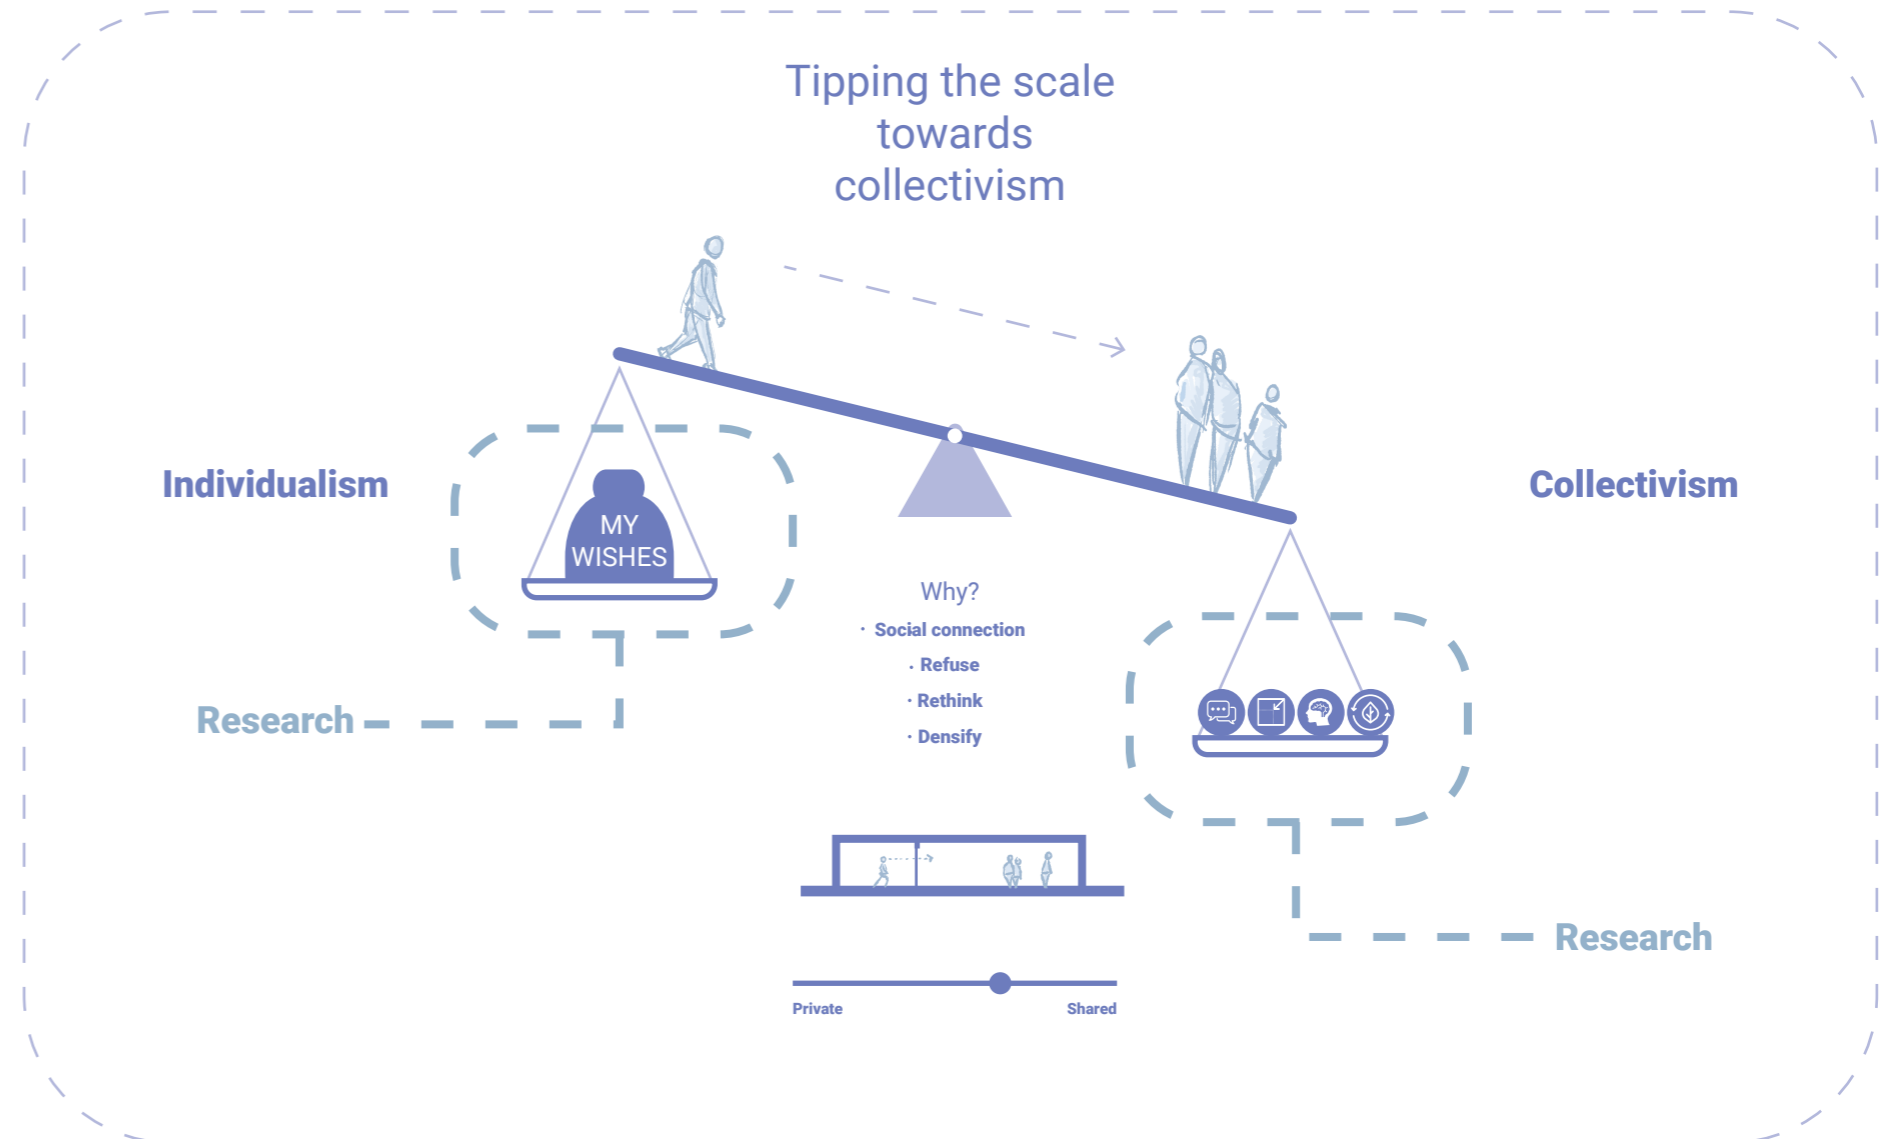 Tipping the scale
towards
collectivism
Individualism
Collectivism
MY
WISHES
Why?
· Social connection
· Refuse
· Rethink
· Densify
Research
Research
Private
Shared